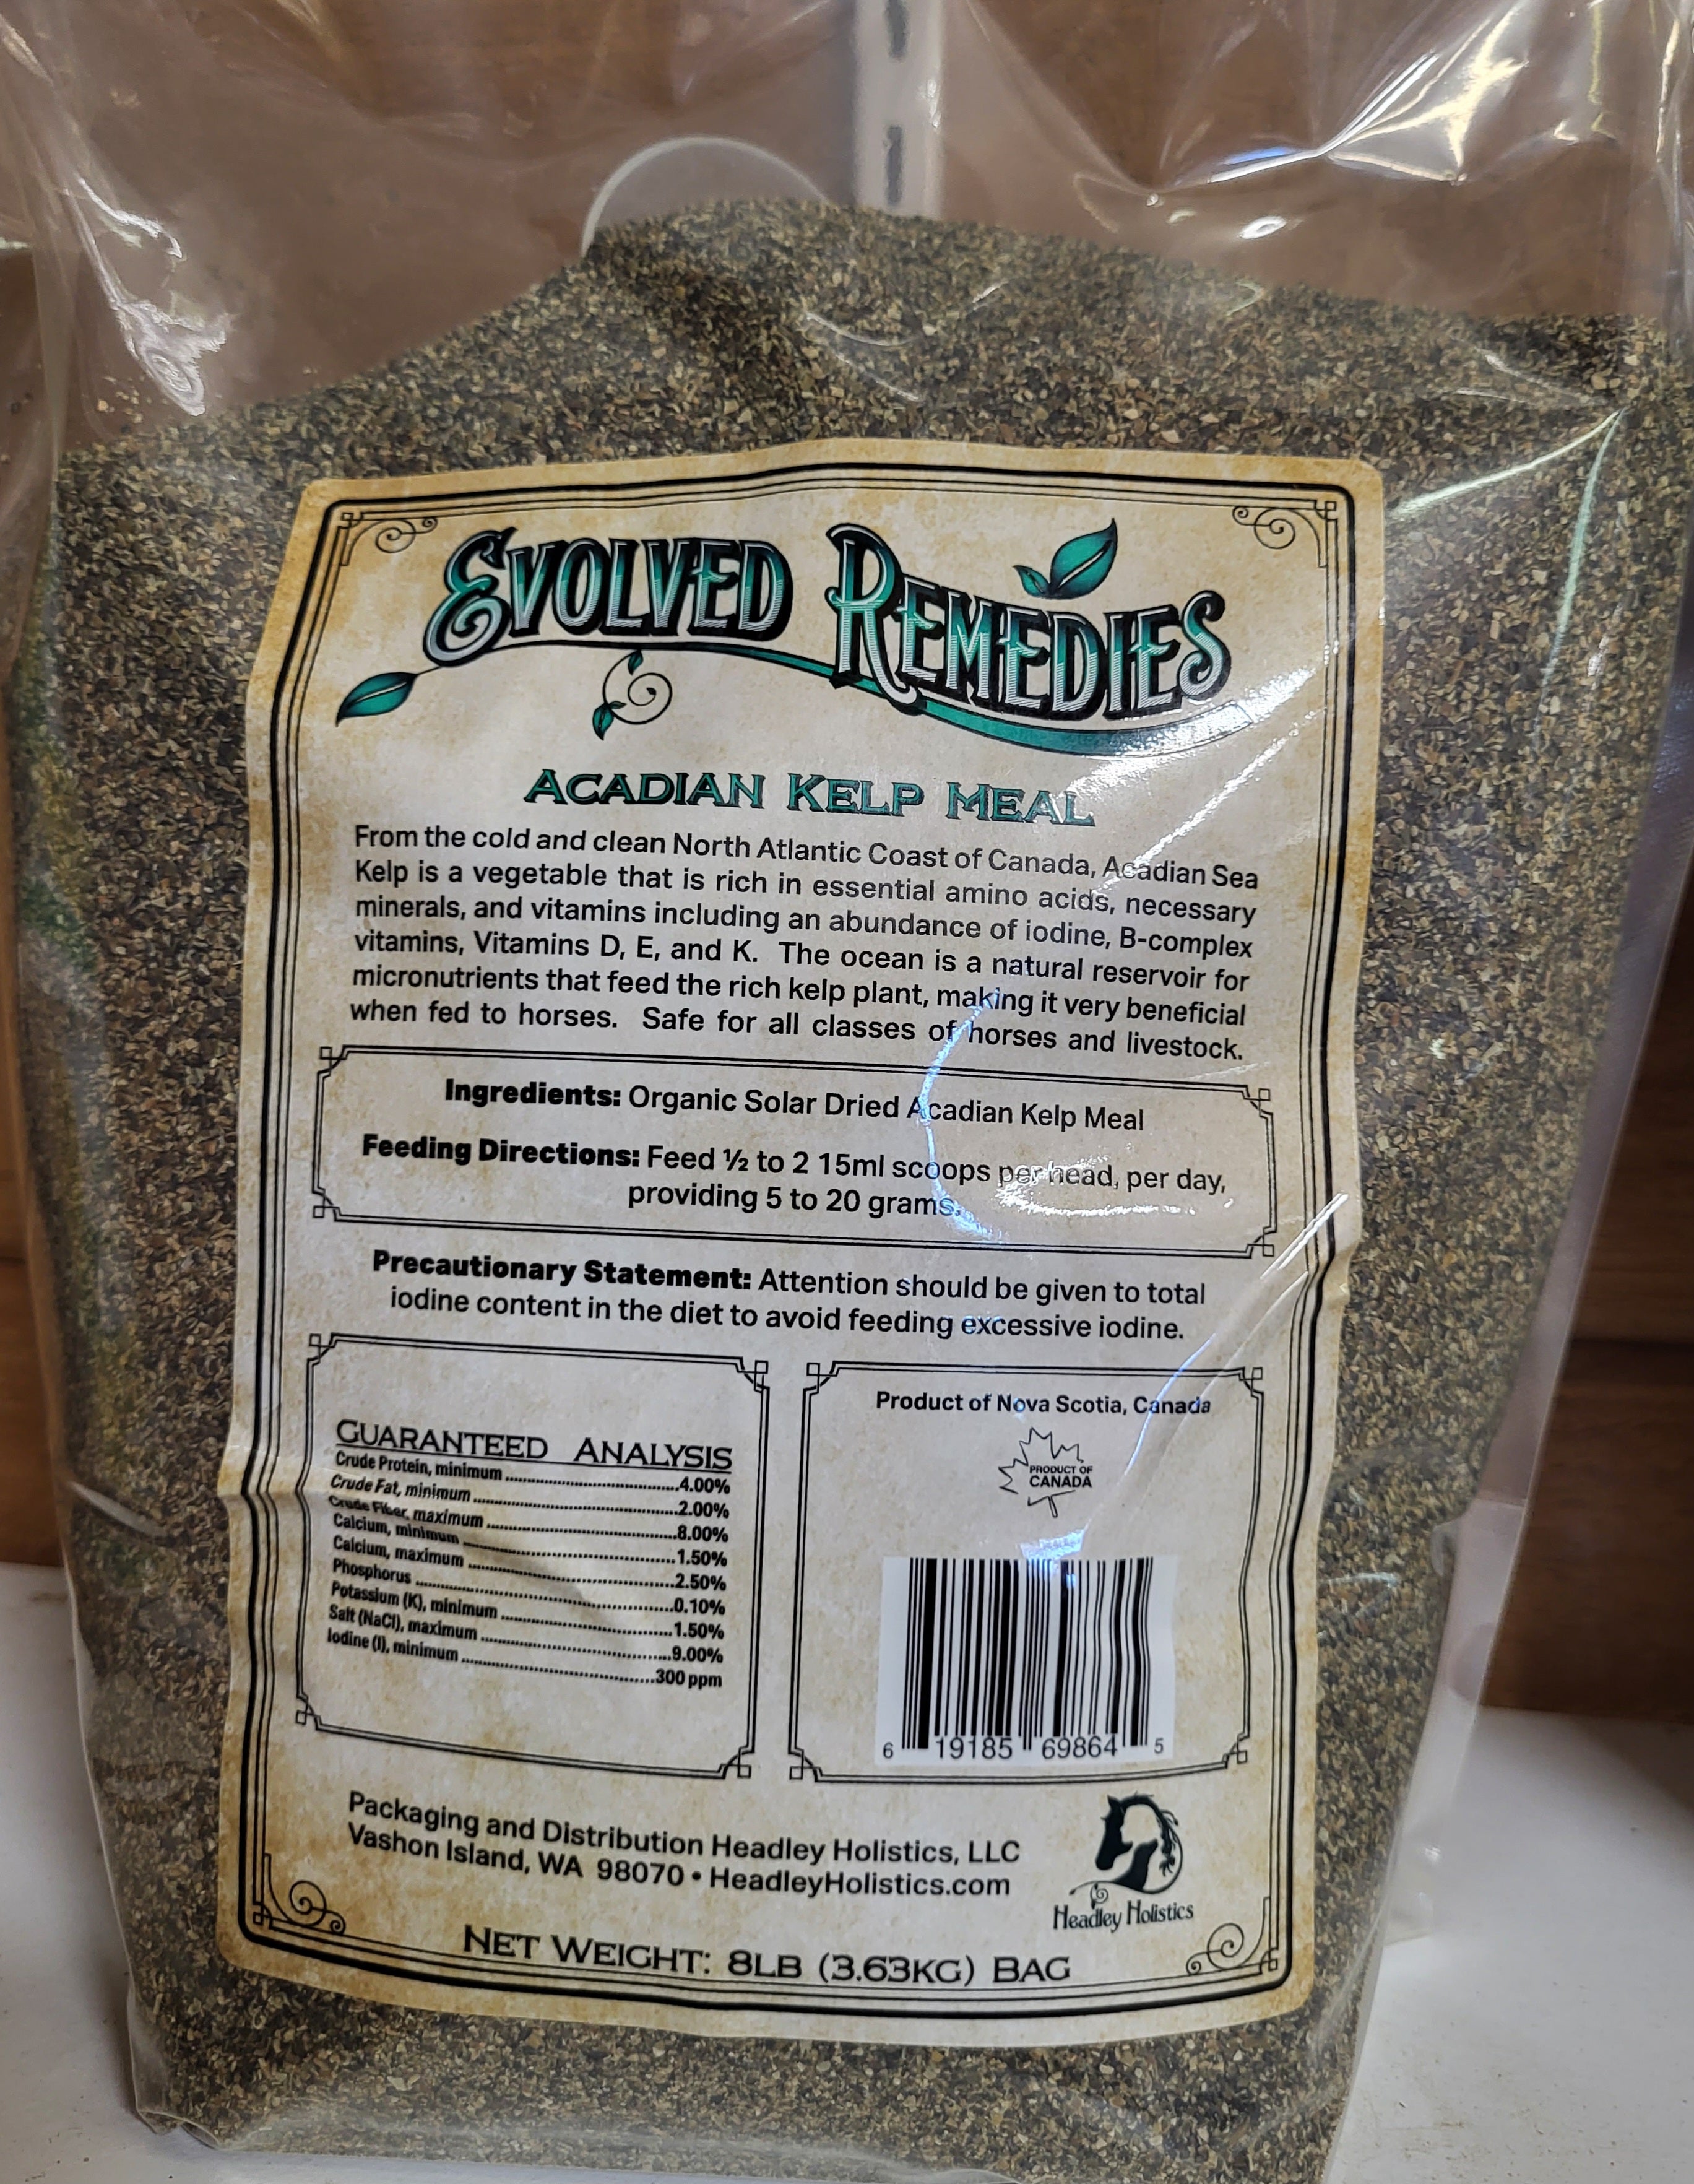 EVOLVED REMEDIES
ACADIAN KELP MEAL
From the cold and clean North Atlantic Coast of Canada, Acadian Sea
Kelp is a vegetable that is rich in essential amino acids, necessary
minerals, and vitamins including an abundance of iodine, B-complex
vitamins, Vitamins D, E, and K. The ocean is a natural reservoir for
micronutrients that feed the rich kelp plant, making it very beneficial
when fed to horses. Safe for all classes of horses and livestock.
Ingredients: Organic Solar Dried Acadian Kelp Meal
Feeding Directions: Feed ½ to 2 15ml scoops per head, per day,
providing 5 to 20 grams.
Precautionary Statement: Attention should be given to total
iodine content in the diet to avoid feeding excessive iodine.
GUARANTEED ANALYSIS
Crude Protein, minimum ........ 4.00%
Crude Fat, minimum ........ 2.00%
Crude Fiber, maximum ........ 8.00%
Calcium, minimum ........ 1.50%
Calcium, maximum ........ 2.50%
Phosphorus ........ 0.10%
Potassium (K), minimum ........ 1.50%
Salt (NaCl), maximum ........ 9.00%
Iodine (I), minimum ........ 300 ppm
Product of Nova Scotia, Canada
PRODUCT OF
CANADA
6 19185 69864 5
Packaging and Distribution Headley Holistics, LLC
Vashon Island, WA 98070 • HeadleyHolistics.com
Headley Holistics
NET WEIGHT: 8LB (3.63KG) BAG